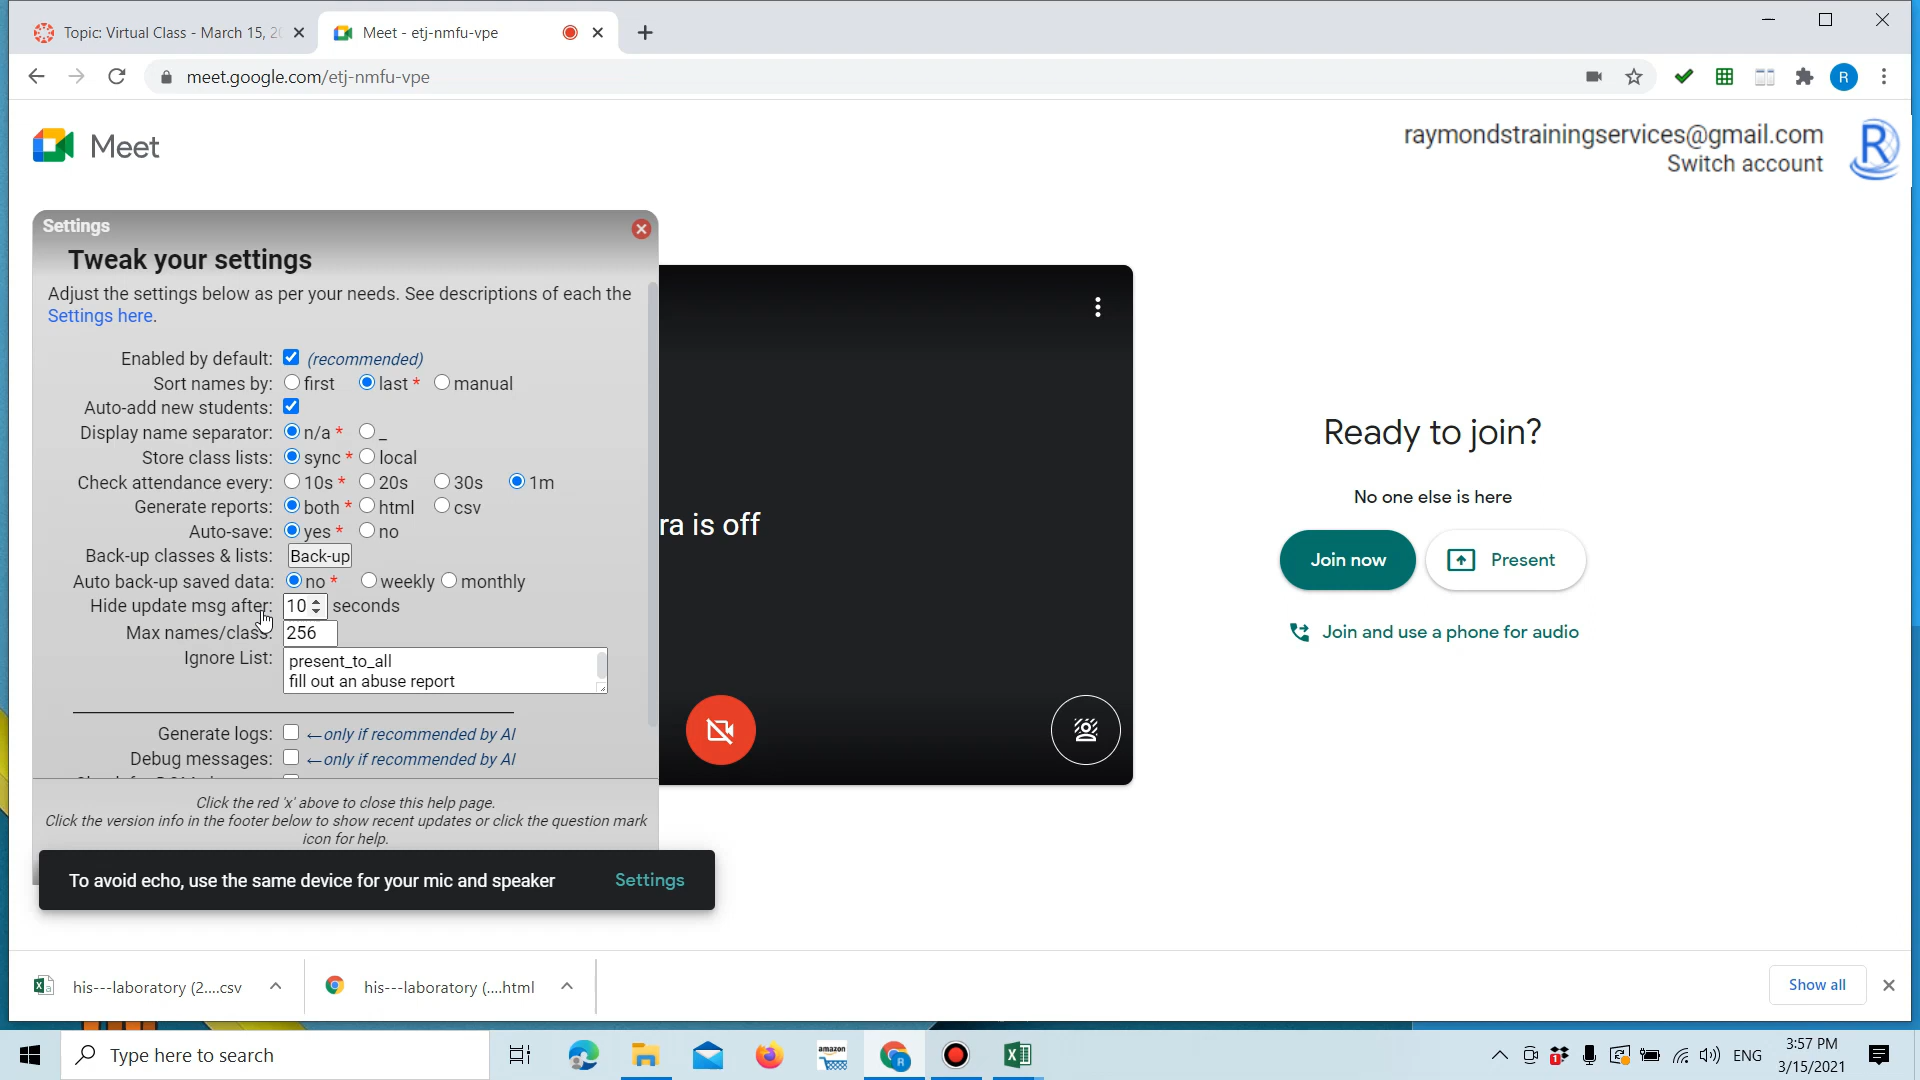 Topic: Virtual Class - March 15, 20
Meet - etj-nmfu-vpe
meet.google.com/etj-nmfu-vpe
R
Meet
raymondstrainingservices@gmail.com
Switch account
R
Settings
Tweak your settings
Adjust the settings below as per your needs. See descriptions of each the
Settings here.
Enabled by default: (recommended)
Sort names by: first last * manual
Auto-add new students:
Display name separator: n/a * _
Store class lists: sync * local
Check attendance every: 10s * 20s 30s 1m
Generate reports: both * html csv
Auto-save: yes * no
Back-up classes & lists: Back-up
Auto back-up saved data: no * weekly monthly
Hide update msg after: 10 seconds
Max names/class: 256
Ignore List: present_to_all
fill out an abuse report
Generate logs: ←only if recommended by AI
Debug messages: ←only if recommended by AI
Click the red 'x' above to close this help page.
Click the version info in the footer below to show recent updates or click the question mark
icon for help.
ra is off
Ready to join?
No one else is here
Join now
Present
Join and use a phone for audio
To avoid echo, use the same device for your mic and speaker
Settings
his---laboratory (2....csv
his---laboratory (....html
Show all
Type here to search
amazon
R
1
ENG
3:57 PM
3/15/2021